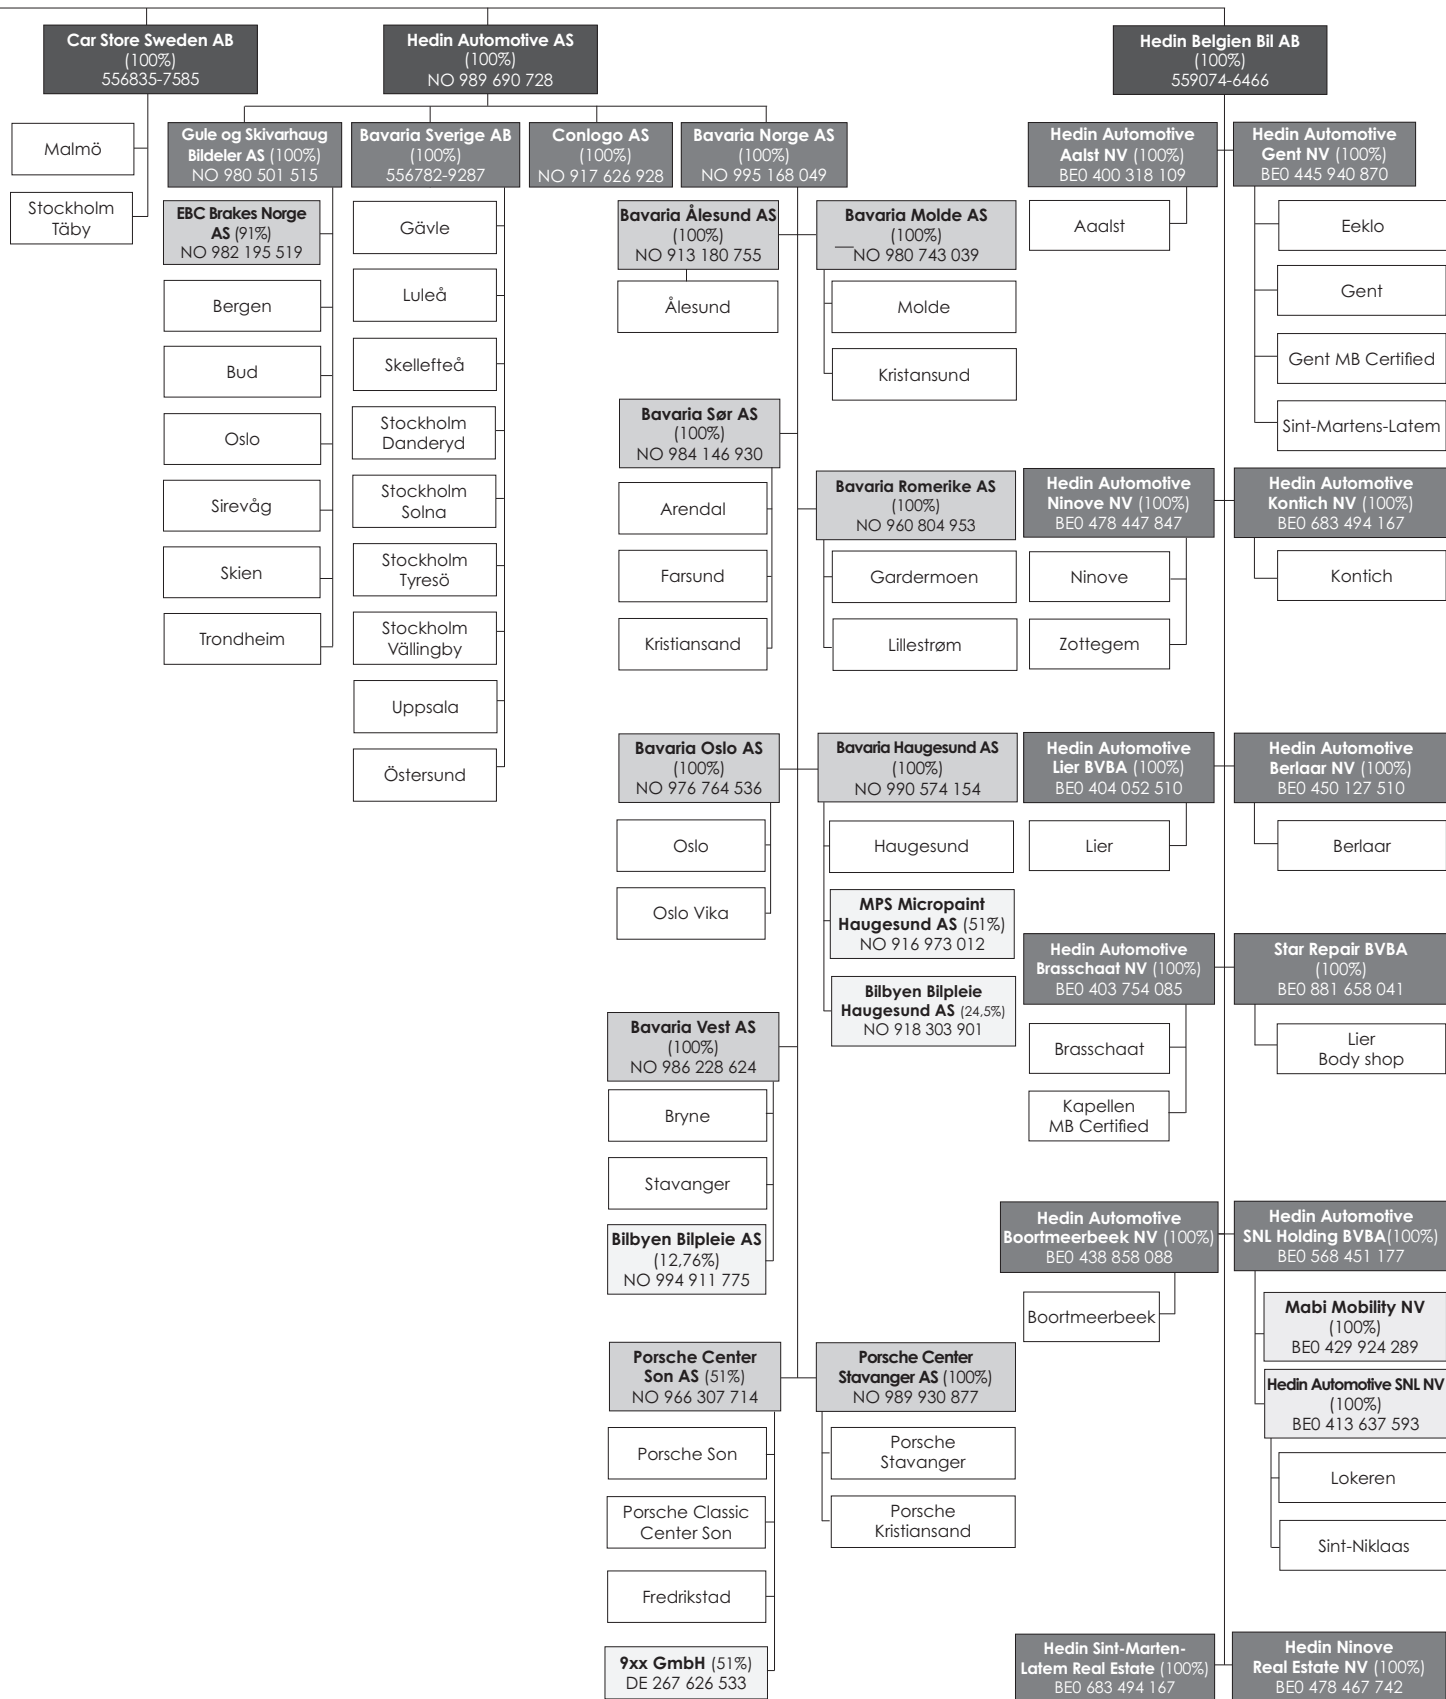 Car Store Sweden AB
(100%)
556835-7585
Malmö
Stockholm
Täby
Hedin Automotive AS
(100%)
NO 989 690 728
Gule og Skivarhaug
Bildeler AS (100%)
NO 980 501 515
EBC Brakes Norge
AS (91%)
NO 982 195 519
Bergen
Bud
Oslo
Sirevåg
Skien
Trondheim
Bavaria Sverige AB
(100%)
556782-9287
Gävle
Luleå
Skellefteå
Stockholm
Danderyd
Stockholm
Solna
Stockholm
Tyresö
Stockholm
Vällingby
Uppsala
Östersund
Conlogo AS
(100%)
NO 917 626 928
Bavaria Norge AS
(100%)
NO 995 168 049
Bavaria Ålesund AS
(100%)
NO 913 180 755
Ålesund
Bavaria Molde AS
(100%)
__NO 980 743 039
Molde
Kristansund
Bavaria Sør AS
(100%)
NO 984 146 930
Arendal
Farsund
Kristiansand
Bavaria Romerike AS
(100%)
NO 960 804 953
Gardermoen
Lillestrøm
Bavaria Oslo AS
(100%)
NO 976 764 536
Oslo
Oslo Vika
Bavaria Haugesund AS
(100%)
NO 990 574 154
Haugesund
MPS Micropaint
Haugesund AS (51%)
NO 916 973 012
Bilbyen Bilpleie
Haugesund AS (24,5%)
NO 918 303 901
Bavaria Vest AS
(100%)
NO 986 228 624
Bryne
Stavanger
Bilbyen Bilpleie AS
(12,76%)
NO 994 911 775
Porsche Center
Son AS (51%)
NO 966 307 714
Porsche Son
Porsche Classic
Center Son
Fredrikstad
9xx GmbH (51%)
DE 267 626 533
Porsche Center
Stavanger AS (100%)
NO 989 930 877
Porsche
Stavanger
Porsche
Kristiansand
Hedin Belgien Bil AB
(100%)
559074-6466
Hedin Automotive
Aalst NV (100%)
BE0 400 318 109
Aaalst
Hedin Automotive
Gent NV (100%)
BE0 445 940 870
Eeklo
Gent
Gent MB Certified
Sint-Martens-Latem
Hedin Automotive
Ninove NV (100%)
BE0 478 447 847
Ninove
Zottegem
Hedin Automotive
Kontich NV (100%)
BE0 683 494 167
Kontich
Hedin Automotive
Lier BVBA (100%)
BE0 404 052 510
Lier
Hedin Automotive
Berlaar NV (100%)
BE0 450 127 510
Berlaar
Hedin Automotive
Brasschaat NV (100%)
BE0 403 754 085
Brasschaat
Kapellen
MB Certified
Star Repair BVBA
(100%)
BE0 881 658 041
Lier
Body shop
Hedin Automotive
Boortmeerbeek NV (100%)
BE0 438 858 088
Boortmeerbeek
Hedin Automotive
SNL Holding BVBA(100%)
BE0 568 451 177
Mabi Mobility NV
(100%)
BE0 429 924 289
Hedin Automotive SNL NV
(100%)
BE0 413 637 593
Lokeren
Sint-Niklaas
Hedin Sint-Marten-
Latem Real Estate (100%)
BE0 683 494 167
Hedin Ninove
Real Estate NV (100%)
BE0 478 467 742